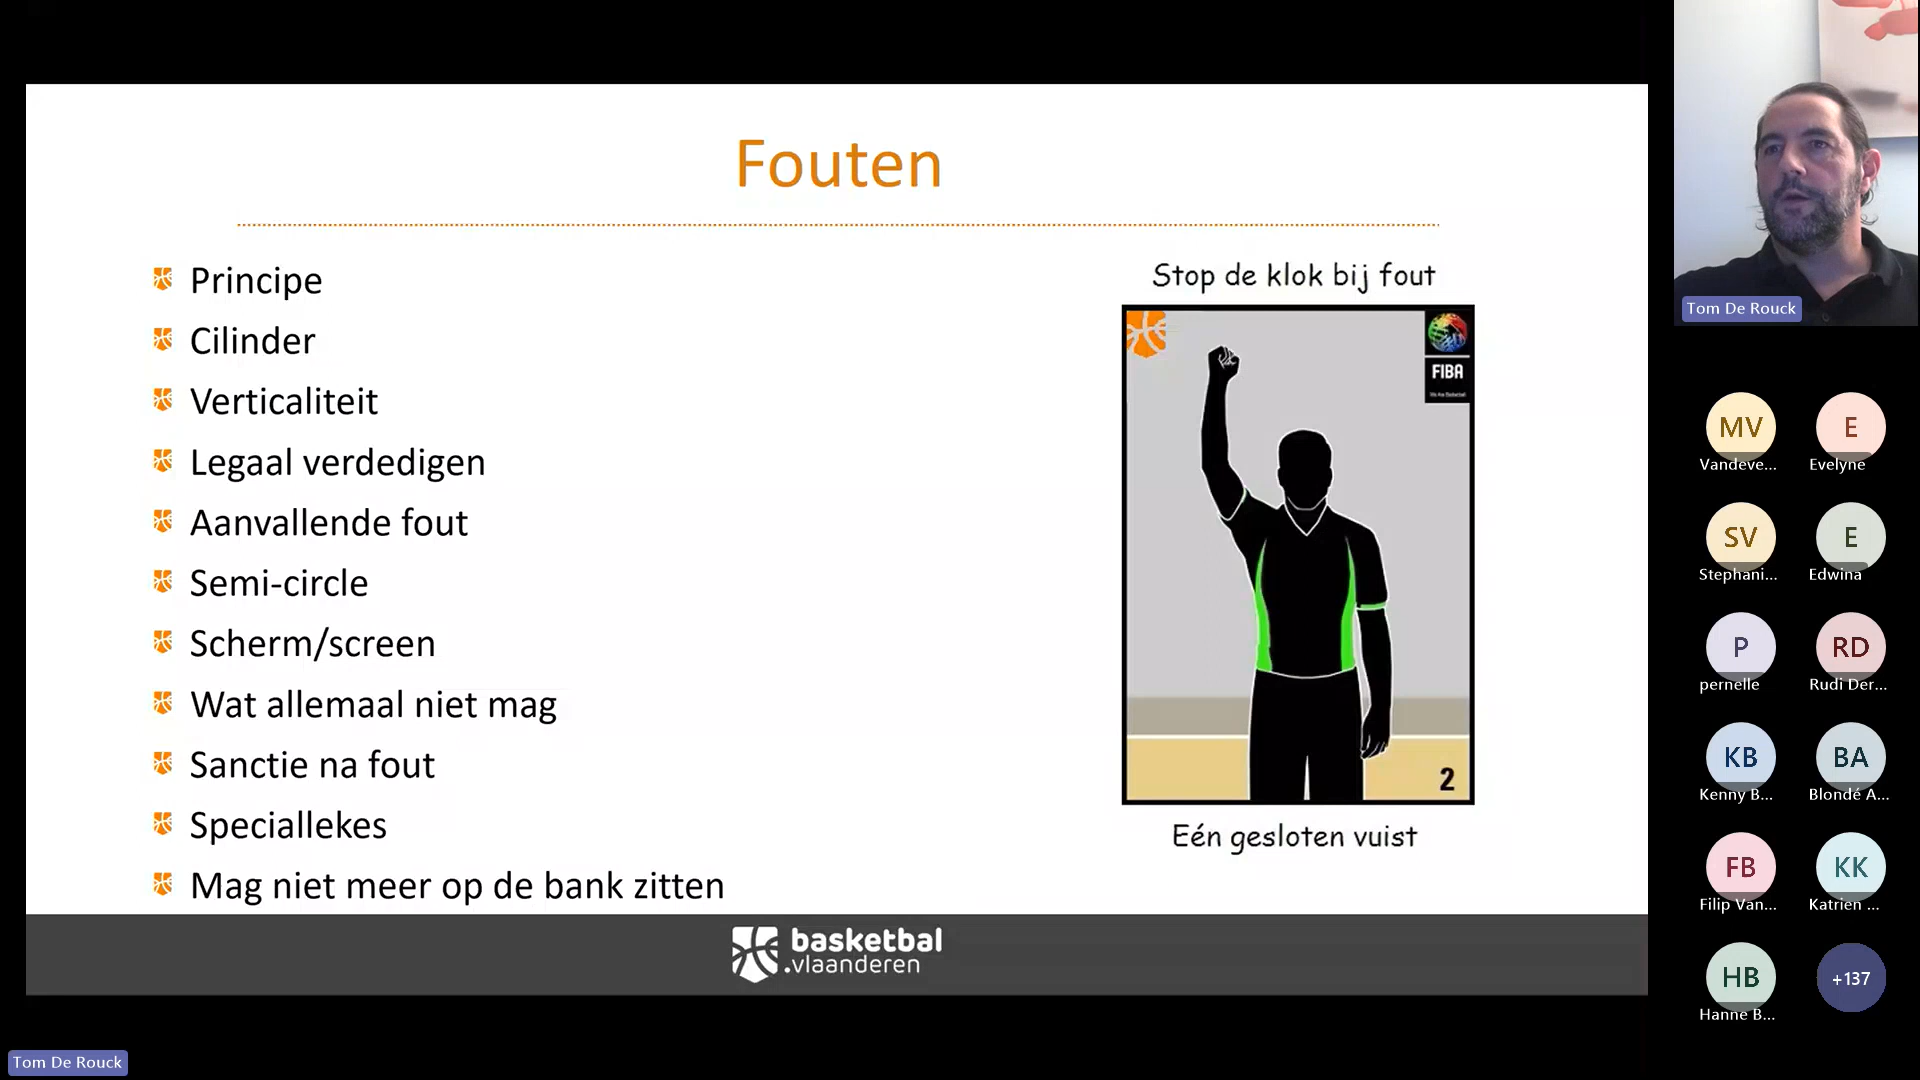 Fouten
Principe
Cilinder
Verticaliteit
Legaal verdedigen
Aanvallende fout
Semi-circle
Scherm/screen
Wat allemaal niet mag
Sanctie na fout
Speciallekes
Mag niet meer op de bank zitten
Stop de klok bij fout
FIBA
We Are Basketball
2
Eén gesloten vuist
basketbal
.vlaanderen
Tom De Rouck
MV
Vandeve...
E
Evelyne
SV
Stephani...
E
Edwina
P
pernelle
RD
Rudi Der...
KB
Kenny B...
BA
Blondé A...
FB
Filip Van...
KK
Katrien ...
HB
Hanne B...
+137
Tom De Rouck